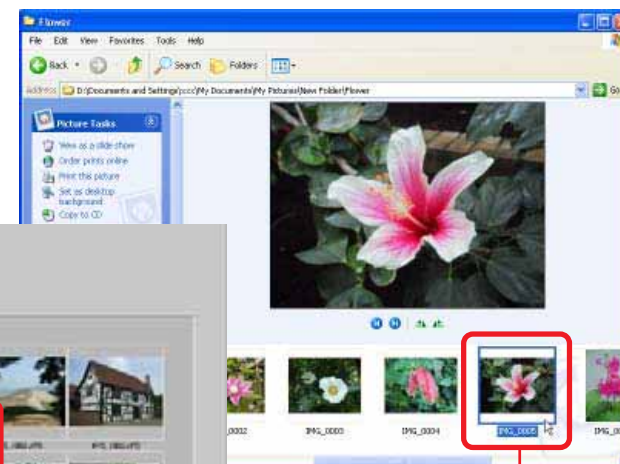 Flower
File Edit View Favorites Tools Help
Back Search Folders
Address D:\Documents and Settings\cccc\My Documents\My Pictures\New Folder\Flower Go
Picture Tasks
View as a slide show
Order prints online
Print this picture
Set as desktop
background
Copy to CD
_0002 IMG_0003 IMG_0004 IMG_0005 IMG_00